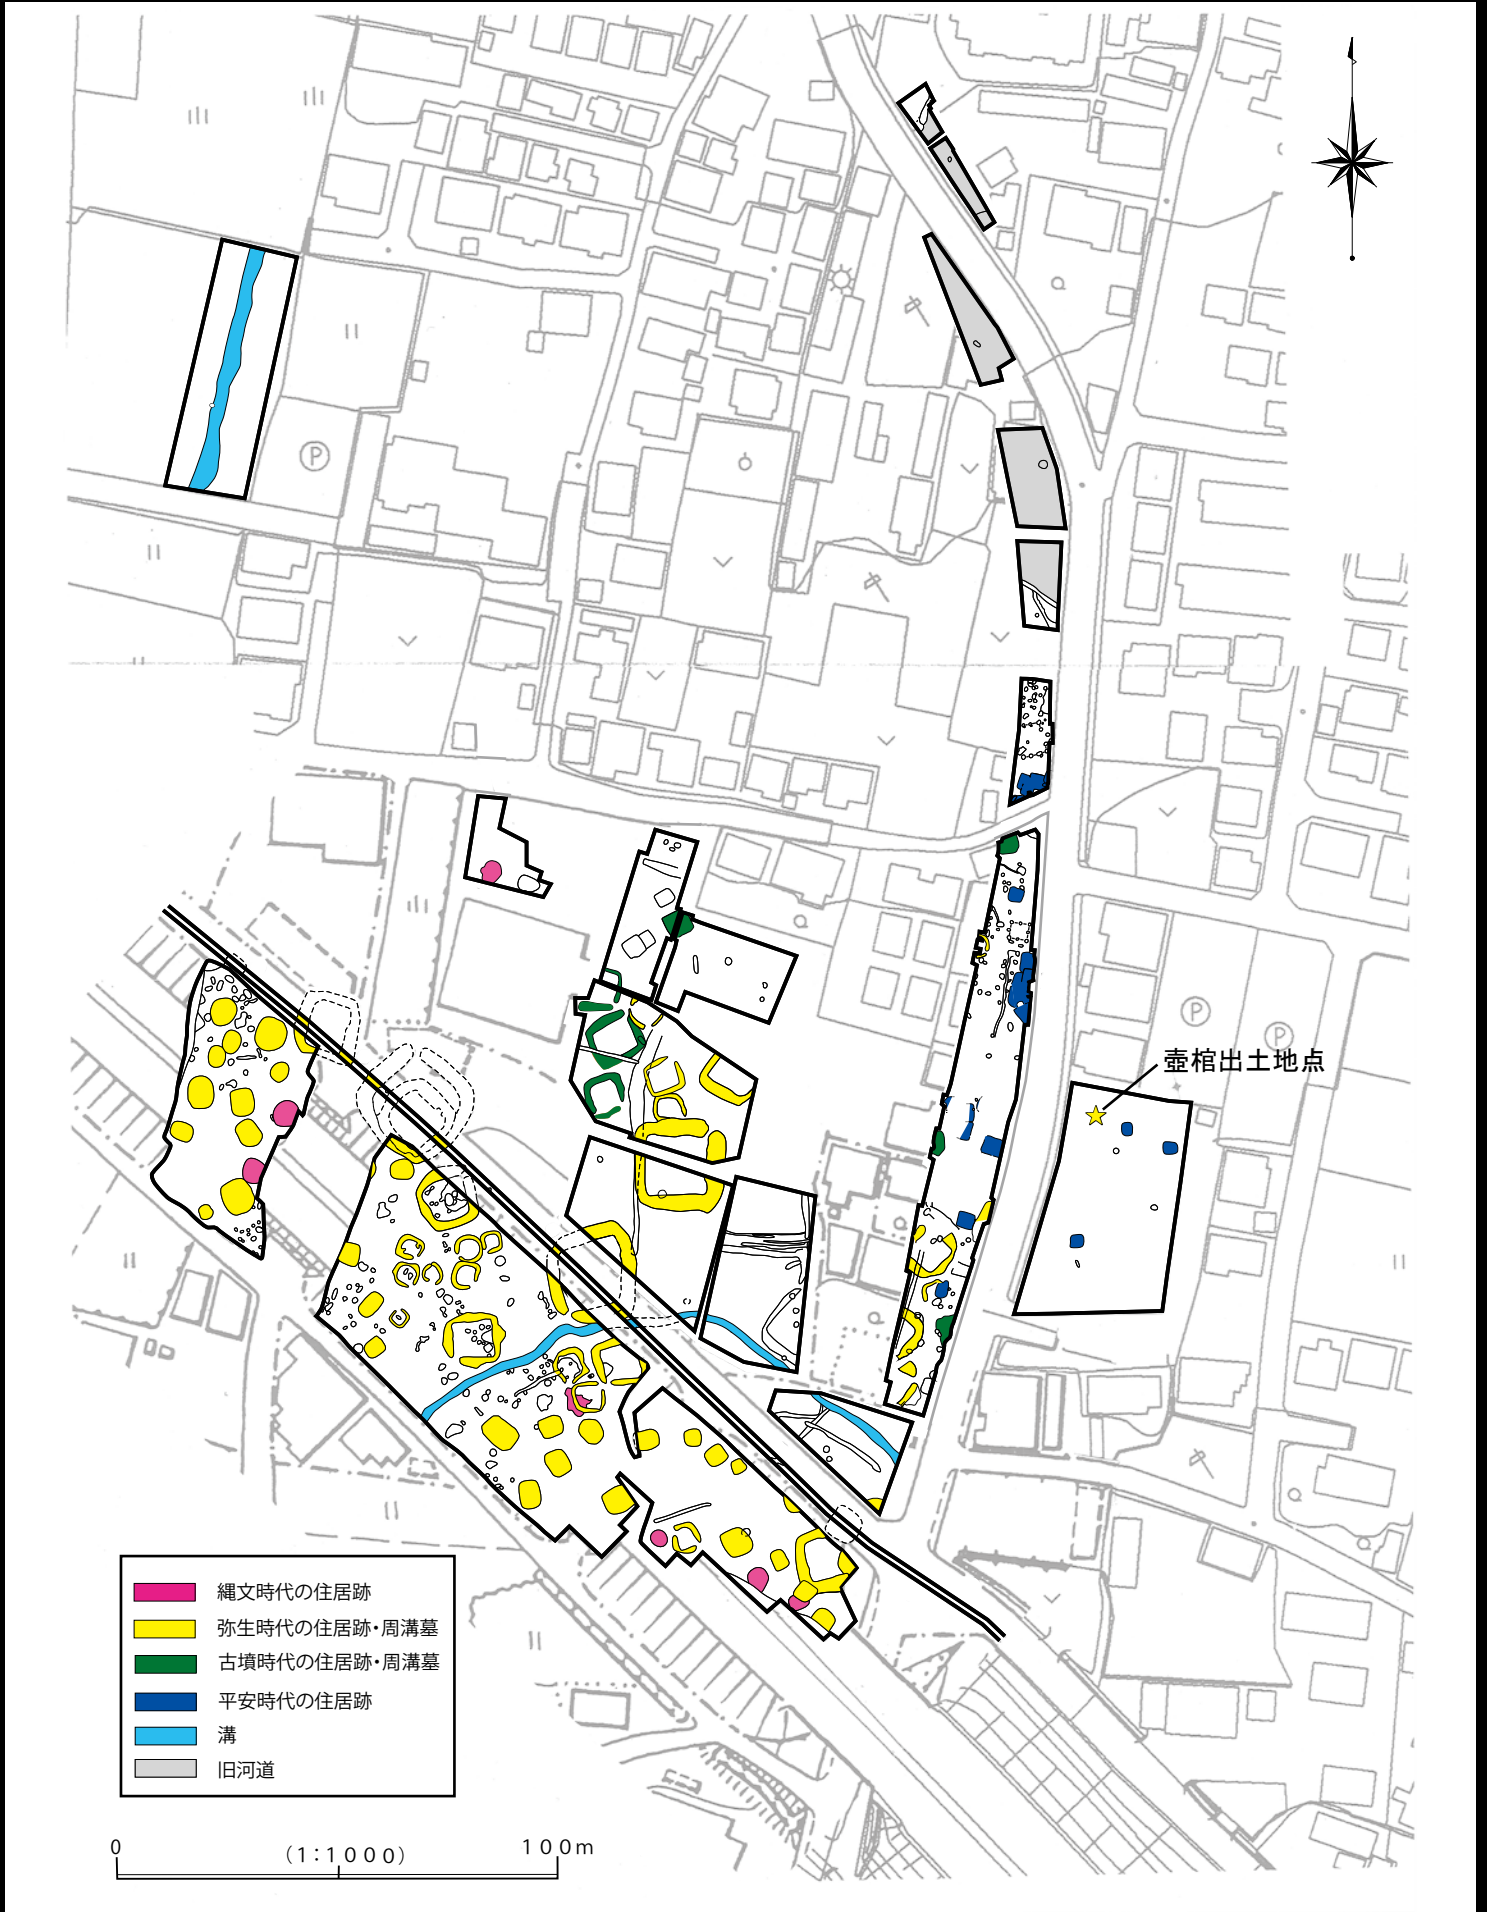 P
P
P
壺棺出土地点
縄文時代の住居跡
弥生時代の住居跡・周溝墓
古墳時代の住居跡・周溝墓
平安時代の住居跡
溝
旧河道
0 (1:1000) 100m